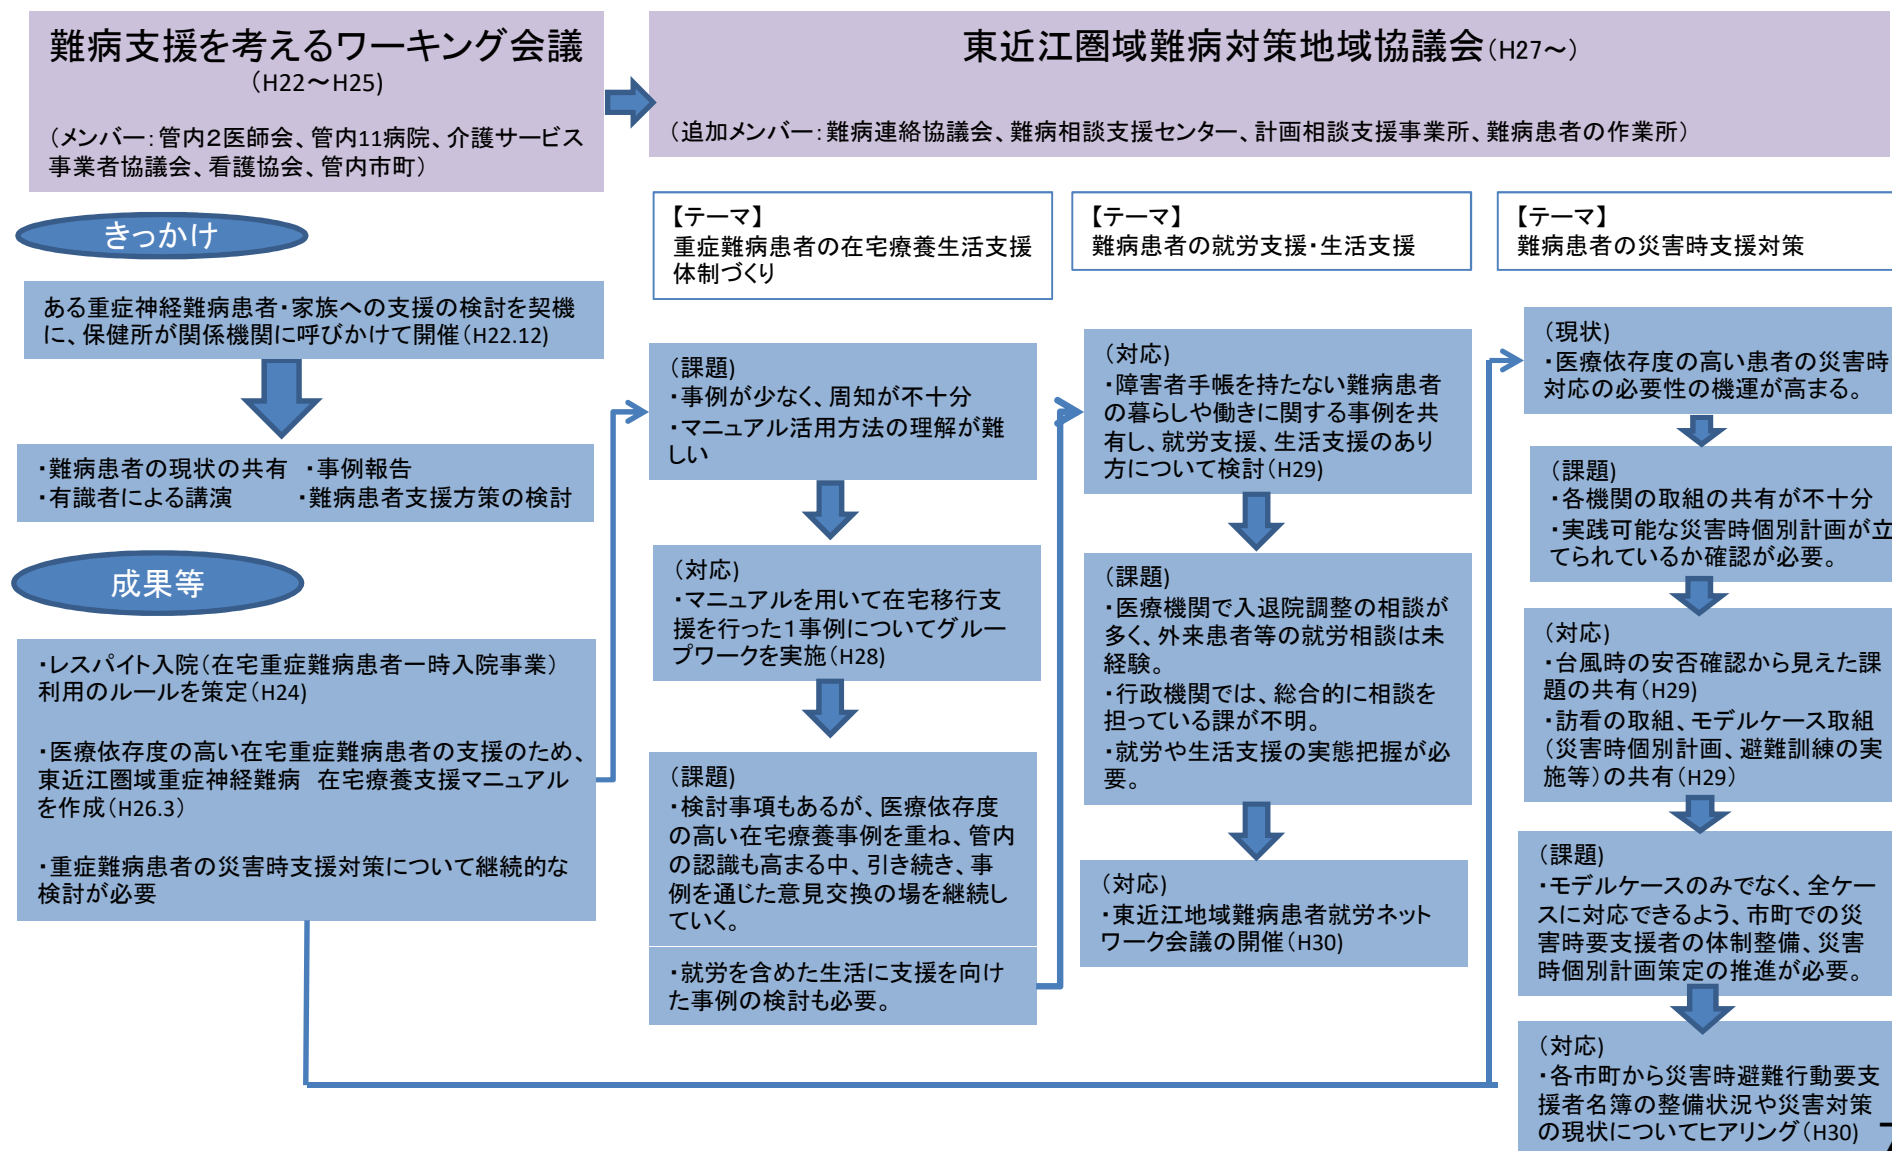 難病支援を考えるワーキング会議
（H22～H25)
（メンバー：管内２医師会、管内11病院、介護サービス
事業者協議会、看護協会、管内市町）
東近江圏域難病対策地域協議会（H27～）
（追加メンバー：難病連絡協議会、難病相談支援センター、計画相談支援事業所、難病患者の作業所）
きっかけ
ある重症神経難病患者・家族への支援の検討を契機
に、保健所が関係機関に呼びかけて開催（H22.12)
・難病患者の現状の共有　・事例報告
・有識者による講演　　　・難病患者支援方策の検討
成果等
・レスパイト入院（在宅重症難病患者一時入院事業）
利用のルールを策定（H24）
・医療依存度の高い在宅重症難病患者の支援のため、
東近江圏域重症神経難病　在宅療養支援マニュアル
を作成（H26.3）
・重症難病患者の災害時支援対策について継続的な
検討が必要
【テーマ】
重症難病患者の在宅療養生活支援
体制づくり
（課題)
・事例が少なく、周知が不十分
・マニュアル活用方法の理解が難
しい
（対応)
・マニュアルを用いて在宅移行支
援を行った１事例についてグルー
プワークを実施（H28）
（課題)
・検討事項もあるが、医療依存度
の高い在宅療養事例を重ね、管内
の認識も高まる中、引き続き、事
例を通じた意見交換の場を継続し
ていく。
・就労を含めた生活に支援を向け
た事例の検討も必要。
【テーマ】
難病患者の就労支援・生活支援
（対応)
・障害者手帳を持たない難病患者
の暮らしや働きに関する事例を共
有し、就労支援、生活支援のあり
方について検討（H29）
（課題)
・医療機関で入退院調整の相談が
多く、外来患者等の就労相談は未
経験。
・行政機関では、総合的に相談を
担っている課が不明。
・就労や生活支援の実態把握が必
要。
（対応)
・東近江地域難病患者就労ネット
ワーク会議の開催（H30）
【テーマ】
難病患者の災害時支援対策
（現状)
・医療依存度の高い患者の災害時
対応の必要性の機運が高まる。
（課題)
・各機関の取組の共有が不十分
・実践可能な災害時個別計画が立
てられているか確認が必要。
（対応)
・台風時の安否確認から見えた課
題の共有（H29）
・訪看の取組、モデルケース取組
（災害時個別計画、避難訓練の実
施等）の共有（H29）
（課題)
・モデルケースのみでなく、全ケー
スに対応できるよう、市町での災
害時要支援者の体制整備、災害
時個別計画策定の推進が必要。
（対応)
・各市町から災害時避難行動要支
援者名簿の整備状況や災害対策
の現状についてヒアリング（H30）